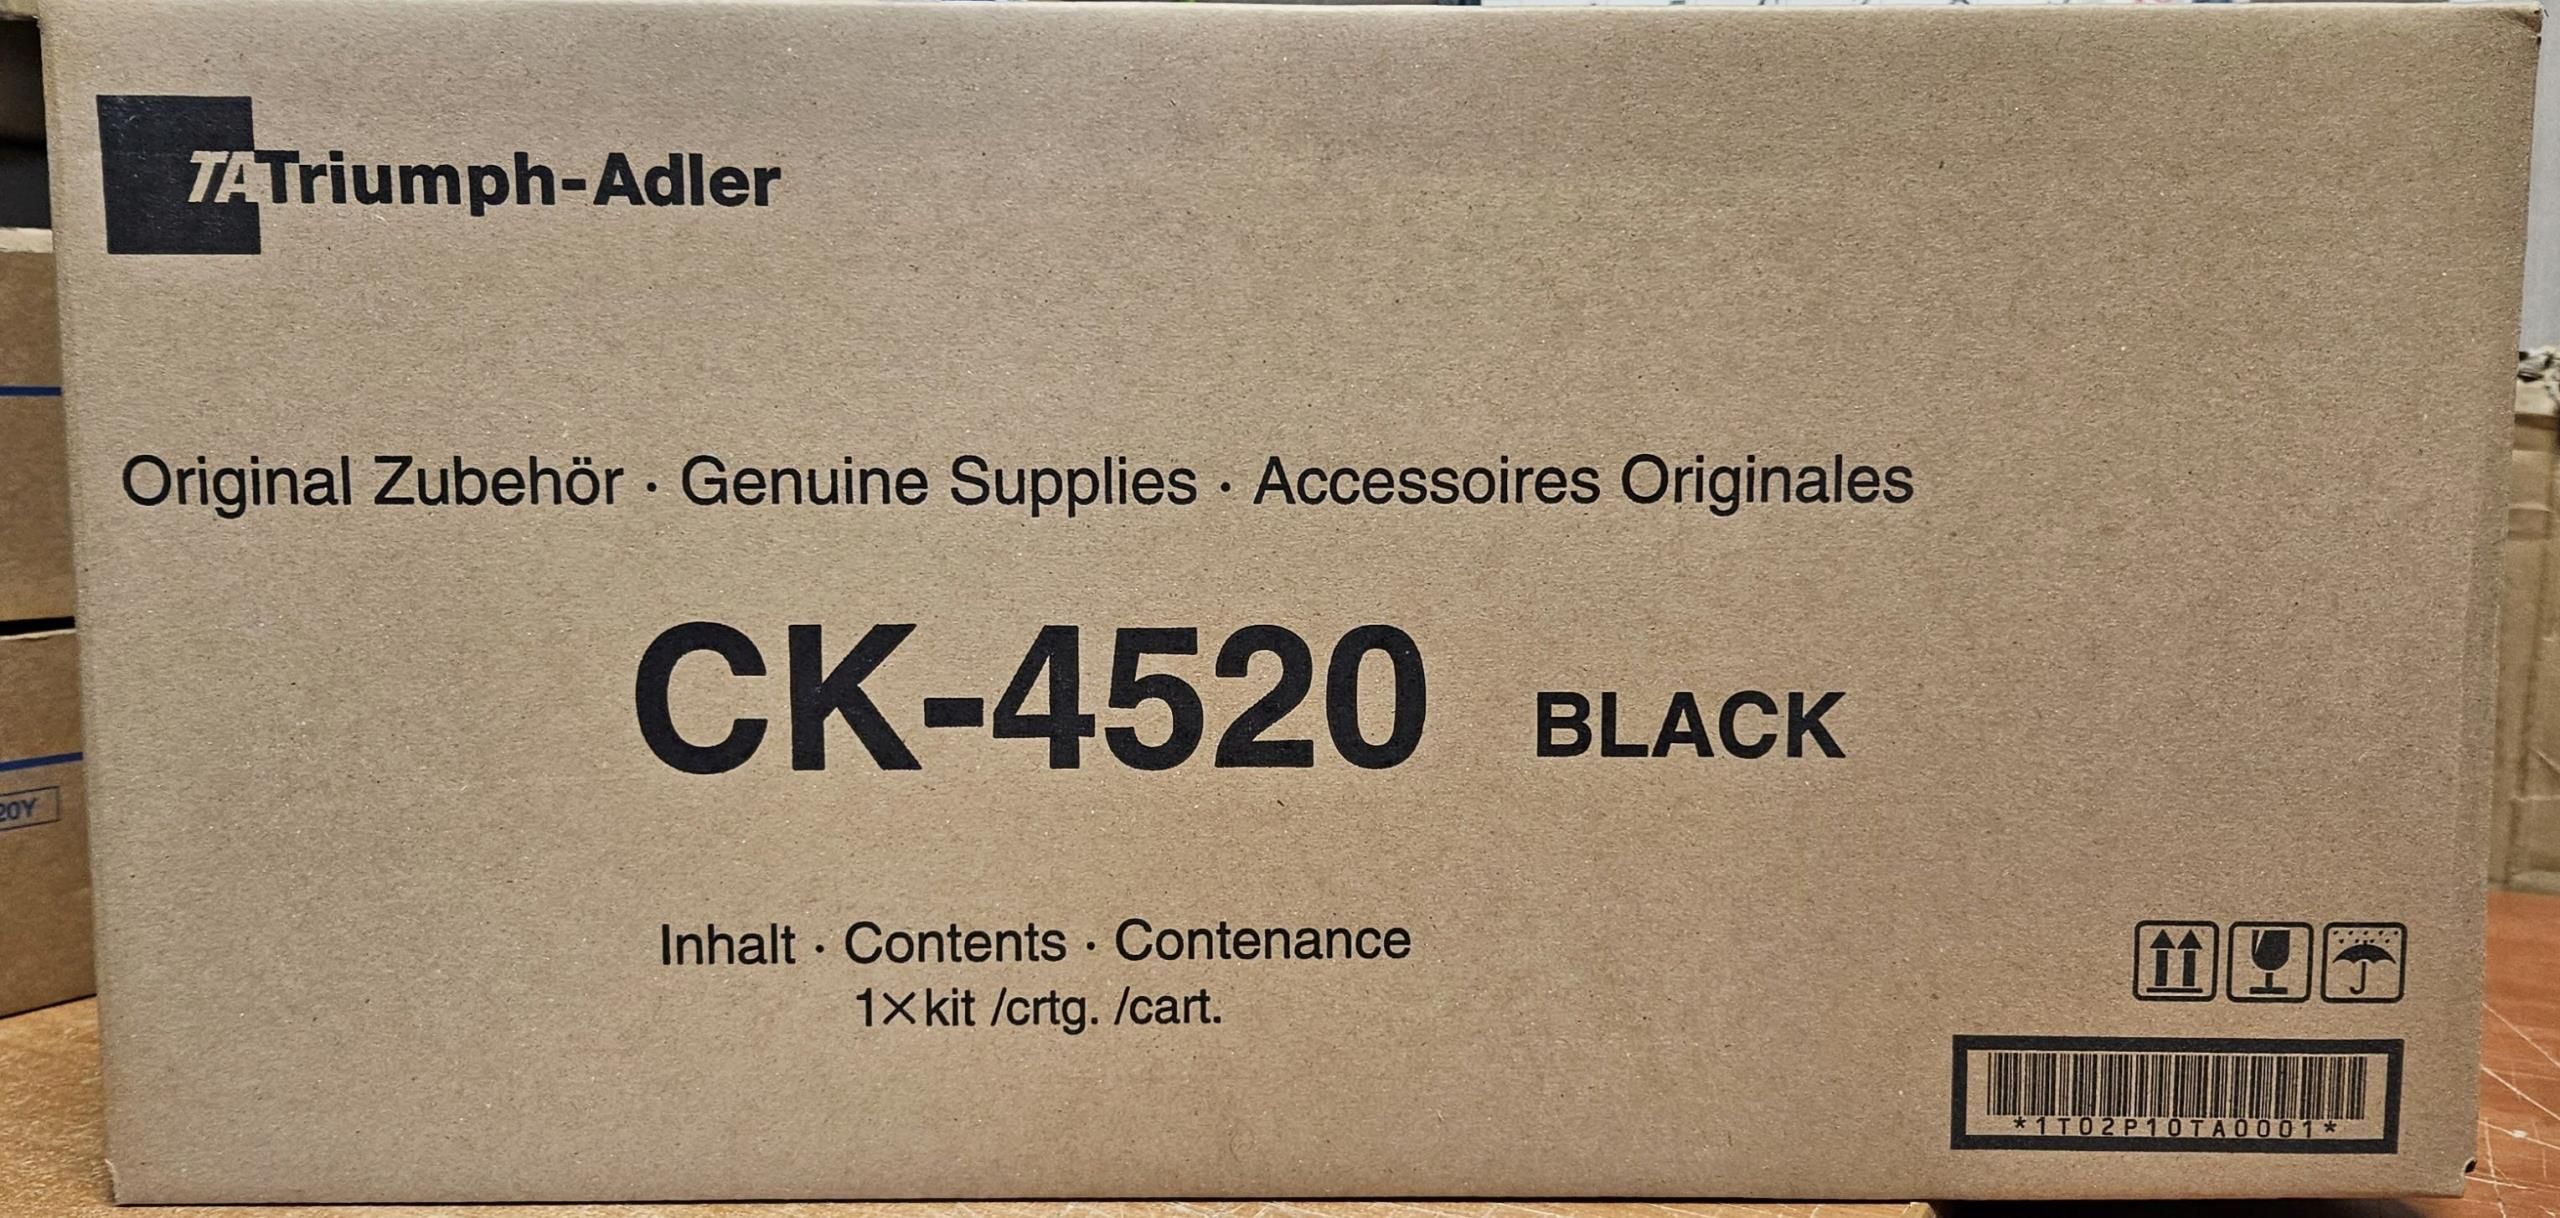 TA Triumph-Adler
Original Zubehör · Genuine Supplies · Accessoires Originales
CK-4520 BLACK
Inhalt · Contents · Contenance
1×kit /crtg. /cart.
*1T02P10TA0001*
20Y